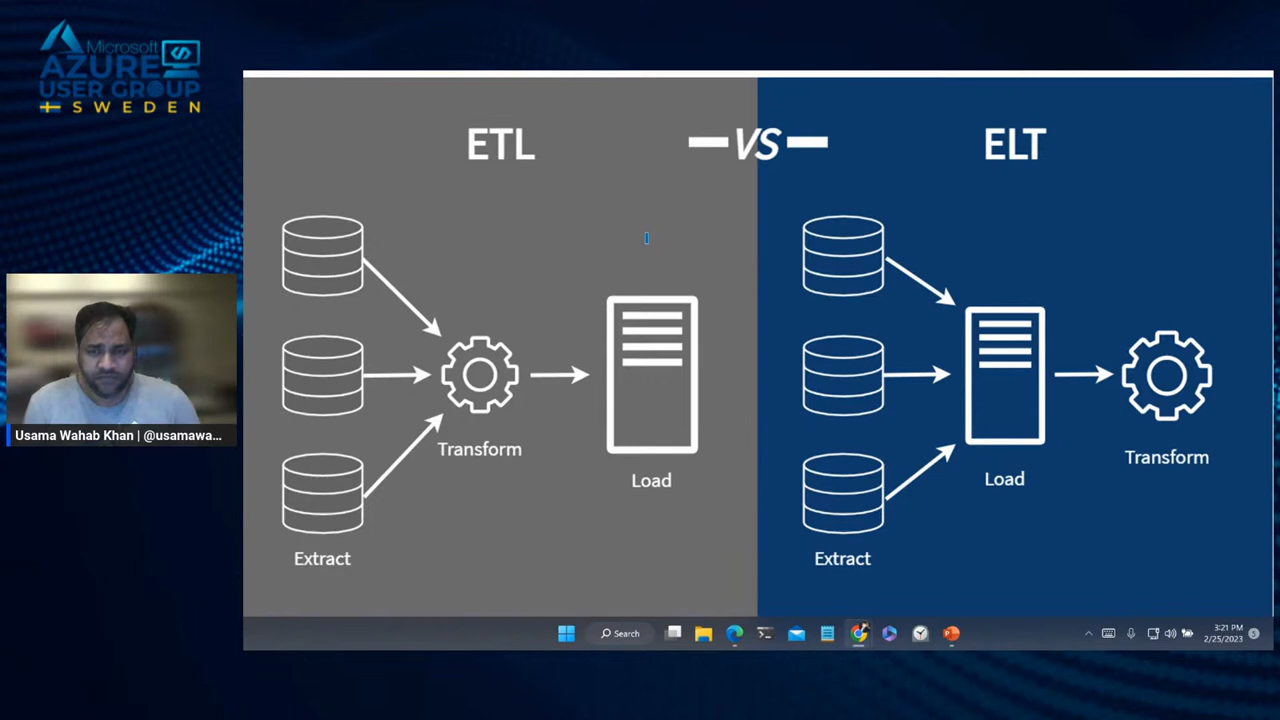 Microsoft
AZURE
USER GROUP
SWEDEN
ETL
VS
ELT
Transform
Load
Extract
Load
Transform
Extract
Usama Wahab Khan | @usamawa...
Search
3:21 PM
2/25/2023
5